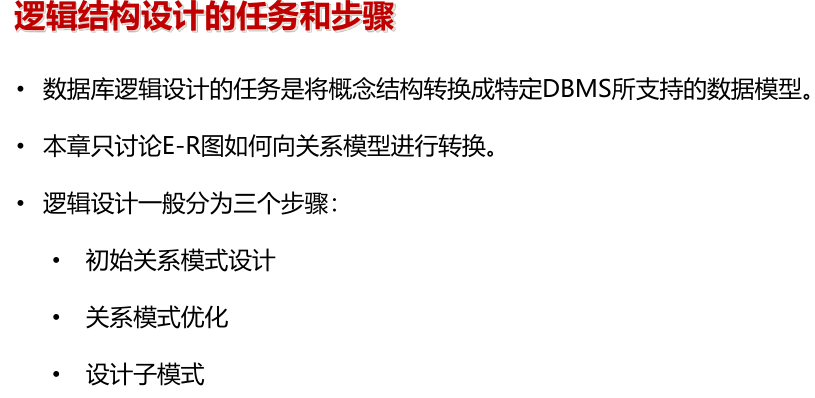 逻辑结构设计的任务和步骤
• 数据库逻辑设计的任务是将概念结构转换成特定DBMS所支持的数据模型。
• 本章只讨论E-R图如何向关系模型进行转换。
• 逻辑设计一般分为三个步骤：
• 初始关系模式设计
• 关系模式优化
• 设计子模式